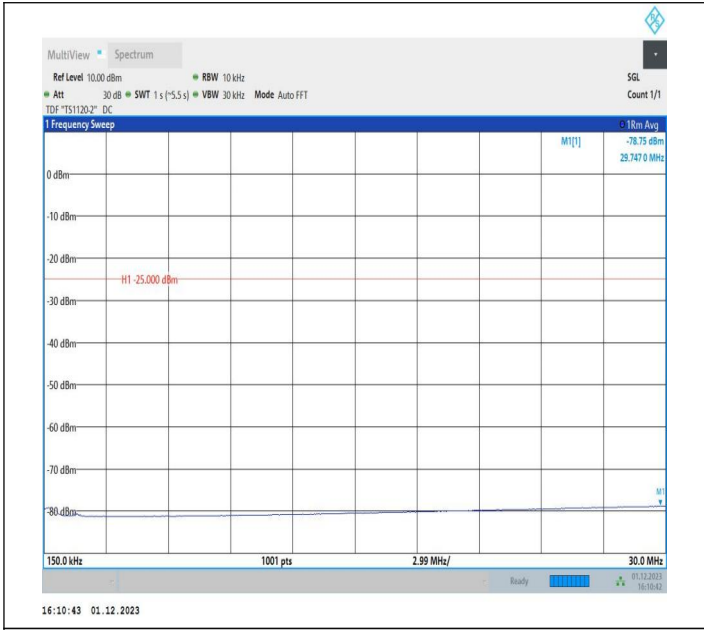 R&S
MultiView Spectrum
Ref Level 10.00 dBm RBW 10 kHz SGL
Att 30 dB SWT 1 s (~5.5 s) VBW 30 kHz Mode Auto FFT Count 1/1
TDF "TS1120-2" DC
1 Frequency Sweep 1Rm Avg
M1[1] -78.75 dBm
29.747 0 MHz
0 dBm
-10 dBm
-20 dBm
H1 -25.000 dBm
-30 dBm
-40 dBm
-50 dBm
-60 dBm
-70 dBm
M1
-80 dBm
150.0 kHz 1001 pts 2.99 MHz/ 30.0 MHz
Ready 01.12.2023
16:10:42
16:10:43 01.12.2023